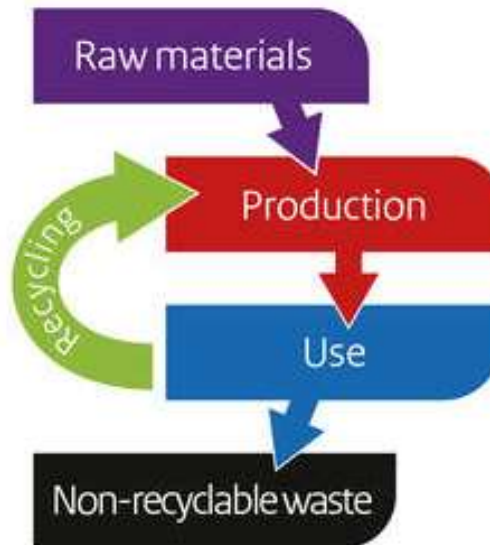 Raw materials
Production
Recycling
Use
Non-recyclable waste